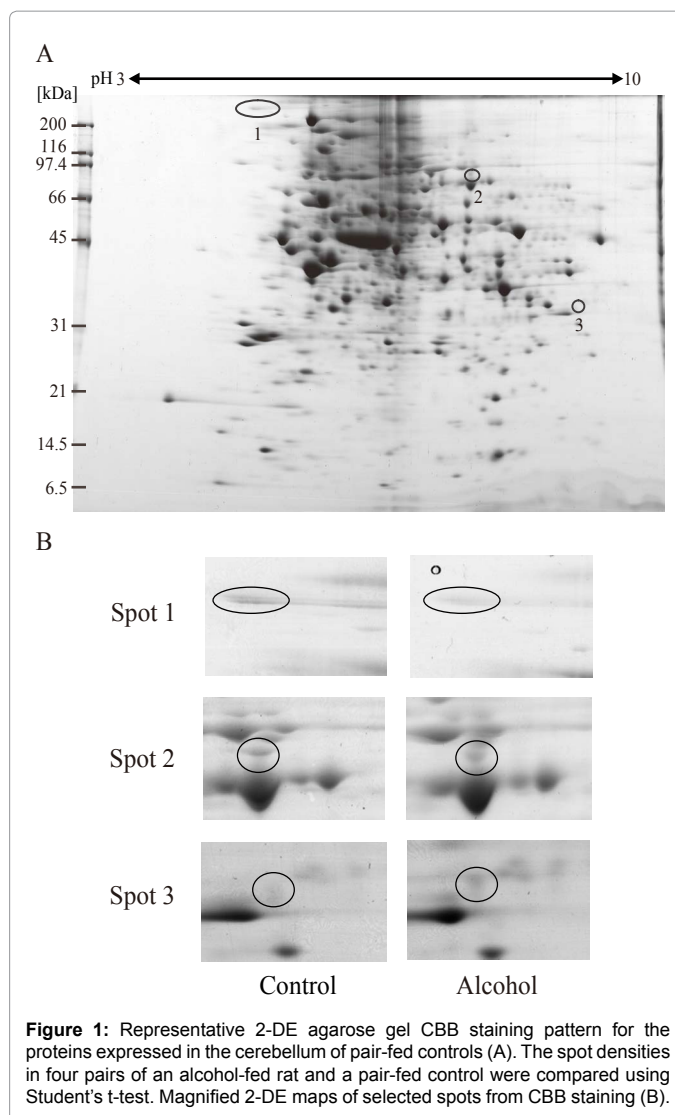 A
pH 3 10
[kDa]
200
116
97.4
66
45
31
21
14.5
6.5
1
2
3
B
Spot 1
Spot 2
Spot 3
Control Alcohol
Figure 1: Representative 2-DE agarose gel CBB staining pattern for the
proteins expressed in the cerebellum of pair-fed controls (A). The spot densities
in four pairs of an alcohol-fed rat and a pair-fed control were compared using
Student’s t-test. Magnified 2-DE maps of selected spots from CBB staining (B).